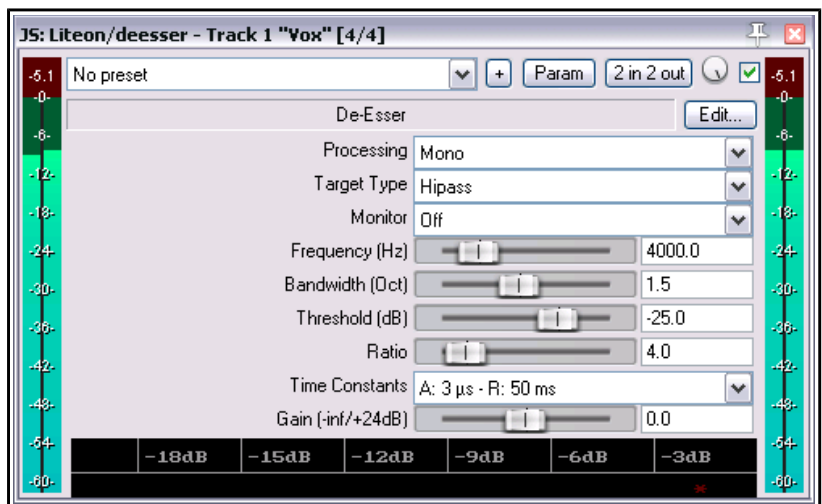 JS: Liteon/deesser - Track 1 "Vox" [4/4]
-5.1 No preset + Param 2 in 2 out -5.1
-0- De-Esser Edit... -0-
-6- -6-
Processing Mono
-12- Target Type Hipass -12-
-18- Monitor Off -18-
-24- Frequency (Hz) 4000.0 -24-
-30- Bandwidth (Oct) 1.5 -30-
-36- Threshold (dB) -25.0 -36-
Ratio 4.0
-42- -42-
Time Constants A: 3 µs - R: 50 ms
-48- Gain (-inf/+24dB) 0.0 -48-
-54- -18dB -15dB -12dB -9dB -6dB -3dB -54-
-60- * -60-